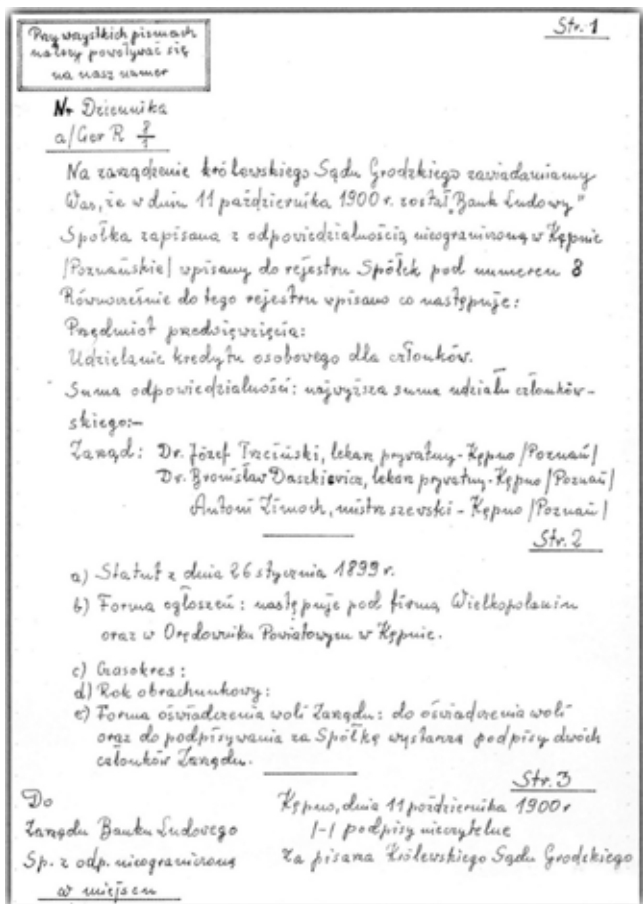 Str. 1
Przy wszystkich pismach
należy powoływać się
na nasz numer
Nr Dziennika
a/Gar R 8/1
Na zarządzenie królewskiego Sądu Grodzkiego zawiadamiamy
Was, że w dniu 11 października 1900 r. został „Bank Ludowy"
Spółka zapisana z odpowiedzialnością nieograniczoną w Kępnie
/Poznańskie/ wpisany do rejestru Spółek pod numerem 8
Równocześnie do tego rejestru wpisano co następuje:
Przedmiot przedsięwzięcia:
Udzielanie kredytu osobowego dla członków.
Suma odpowiedzialności: najwyższa suma udziału członkow-
skiego:-
Zarząd: Dr. Józef Trzciński, lekarz prywatny - Kępno /Poznań/
Dr. Bronisław Daszkiewicz, lekarz prywatny - Kępno /Poznań/
Antoni Zimoch, mistrz szewski - Kępno /Poznań/
Str. 2
a) Statut z dnia 26 stycznia 1899 r.
b) Forma ogłoszeń: następuje pod firmą Wielkopolanin
oraz w Orędowniku Powiatowym w Kępnie.
c) Czasokres:
d) Rok obrachunkowy:
e) Forma oświadczenia woli Zarządu: do oświadczenia woli
oraz do podpisywania za Spółkę wystarczą podpisy dwóch
członków Zarządu.
Str. 3
Do
Zarządu Banku Ludowego
Sp. z odp. nieograniczoną
w miejscu
Kępno, dnia 11 października 1900 r
/-/ podpisy nieczytelne
Za pisarza Królewskiego Sądu Grodzkiego